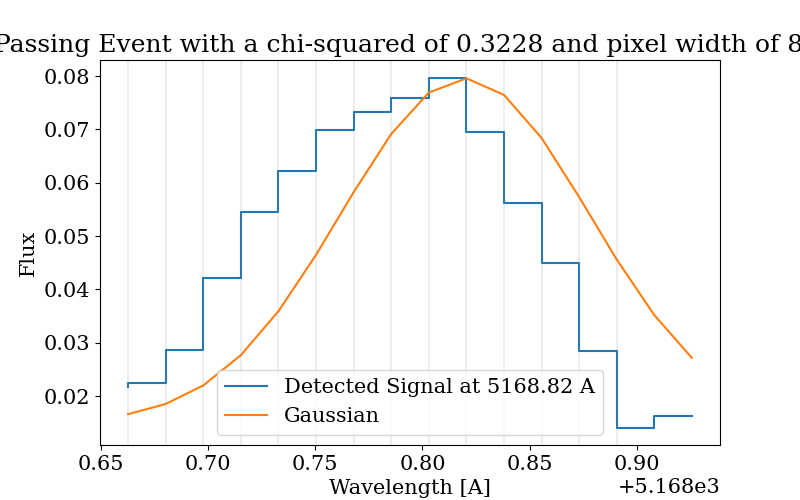 Passing Event with a chi-squared of 0.3228 and pixel width of 8
0.08
0.07
0.06
0.05
0.04
0.03
0.02
Flux
Detected Signal at 5168.82 A
Gaussian
0.65 0.70 0.75 0.80 0.85 0.90
+5.168e3
Wavelength [A]